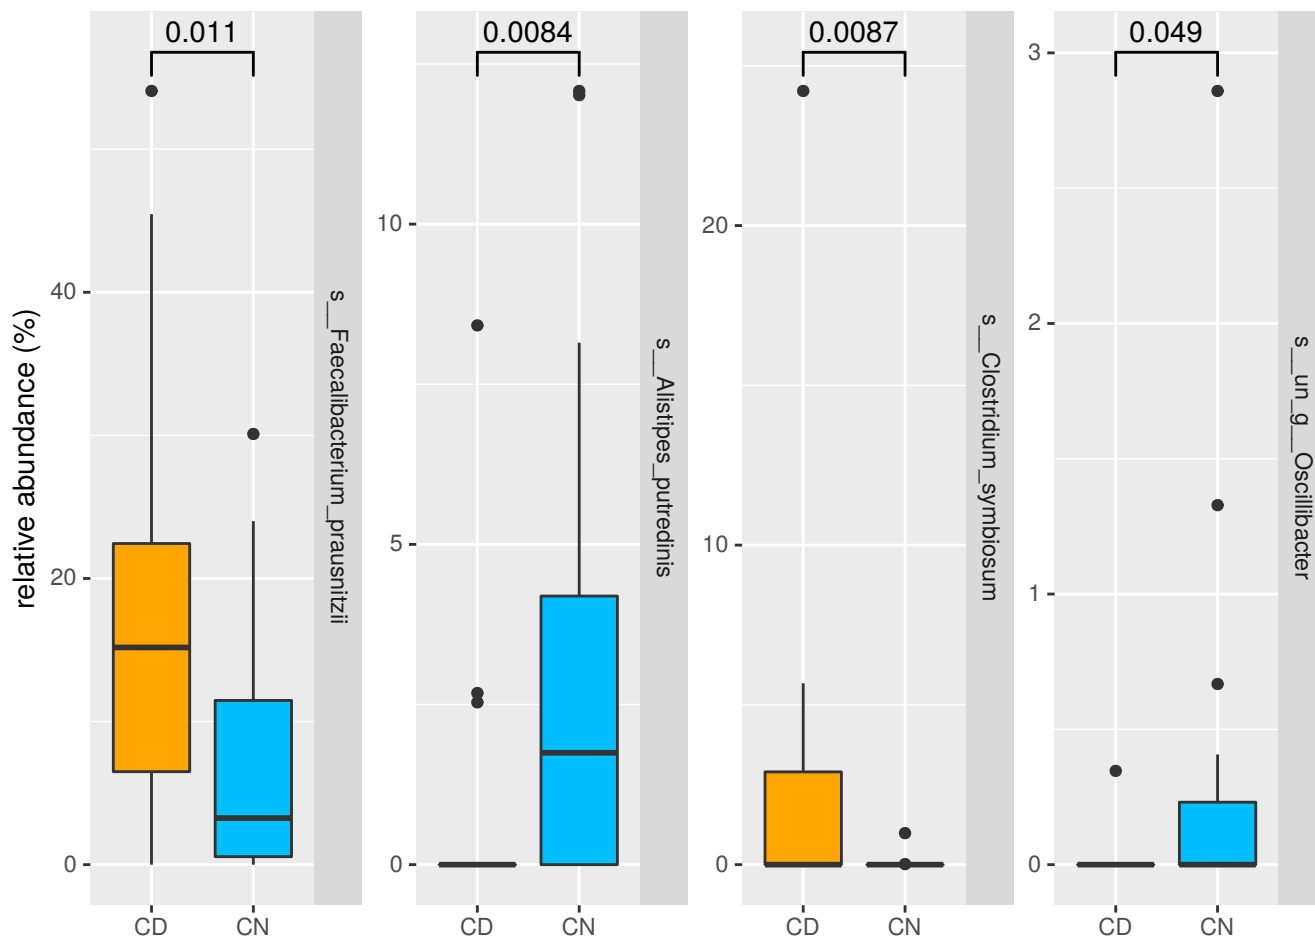 relative abundance (%)
0.011
40
20
0
CD CN
s__Faecalibacterium_prausnitzii
0.0084
10
5
0
CD CN
s__Alistipes_putredinis
0.0087
20
10
0
CD CN
s__Clostridium_symbiosum
0.049
3
2
1
0
CD CN
s__un_g__Oscillibacter